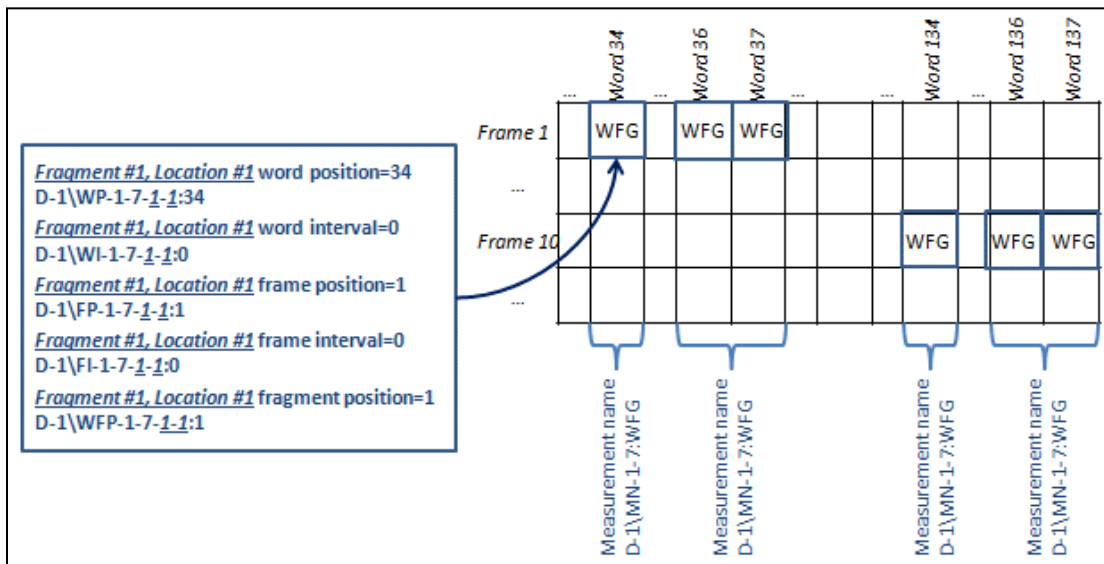 Word 34
Word 36
Word 37
Word 134
Word 136
Word 137
... ... ... ... ...
Frame 1 WFG WFG WFG
...
Frame 10 WFG WFG WFG
...
Fragment #1, Location #1 word position=34
D-1\WP-1-7-1-1:34
Fragment #1, Location #1 word interval=0
D-1\WI-1-7-1-1:0
Fragment #1, Location #1 frame position=1
D-1\FP-1-7-1-1:1
Fragment #1, Location #1 frame interval=0
D-1\FI-1-7-1-1:0
Fragment #1, Location #1 fragment position=1
D-1\WFP-1-7-1-1:1
Measurement name
D-1\MN-1-7:WFG
Measurement name
D-1\MN-1-7:WFG
Measurement name
D-1\MN-1-7:WFG
Measurement name
D-1\MN-1-7:WFG